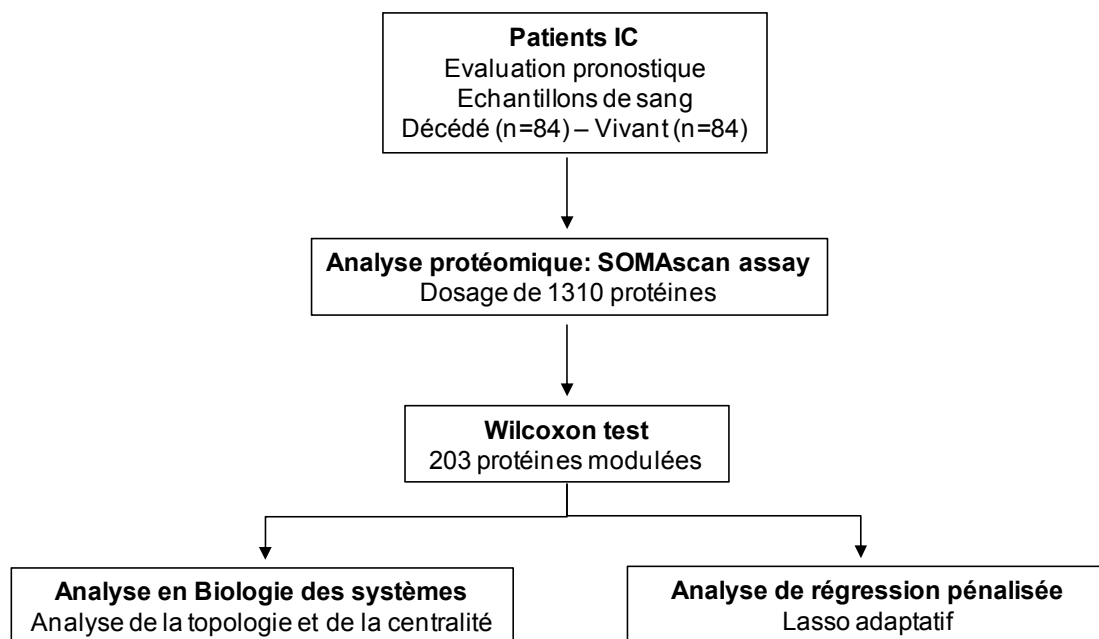 Patients IC
Evaluation pronostique
Echantillons de sang
Décédé (n=84) – Vivant (n=84)
Analyse protéomique: SOMAscan assay
Dosage de 1310 protéines
Wilcoxon test
203 protéines modulées
Analyse en Biologie des systèmes
Analyse de la topologie et de la centralité
Analyse de régression pénalisée
Lasso adaptatif